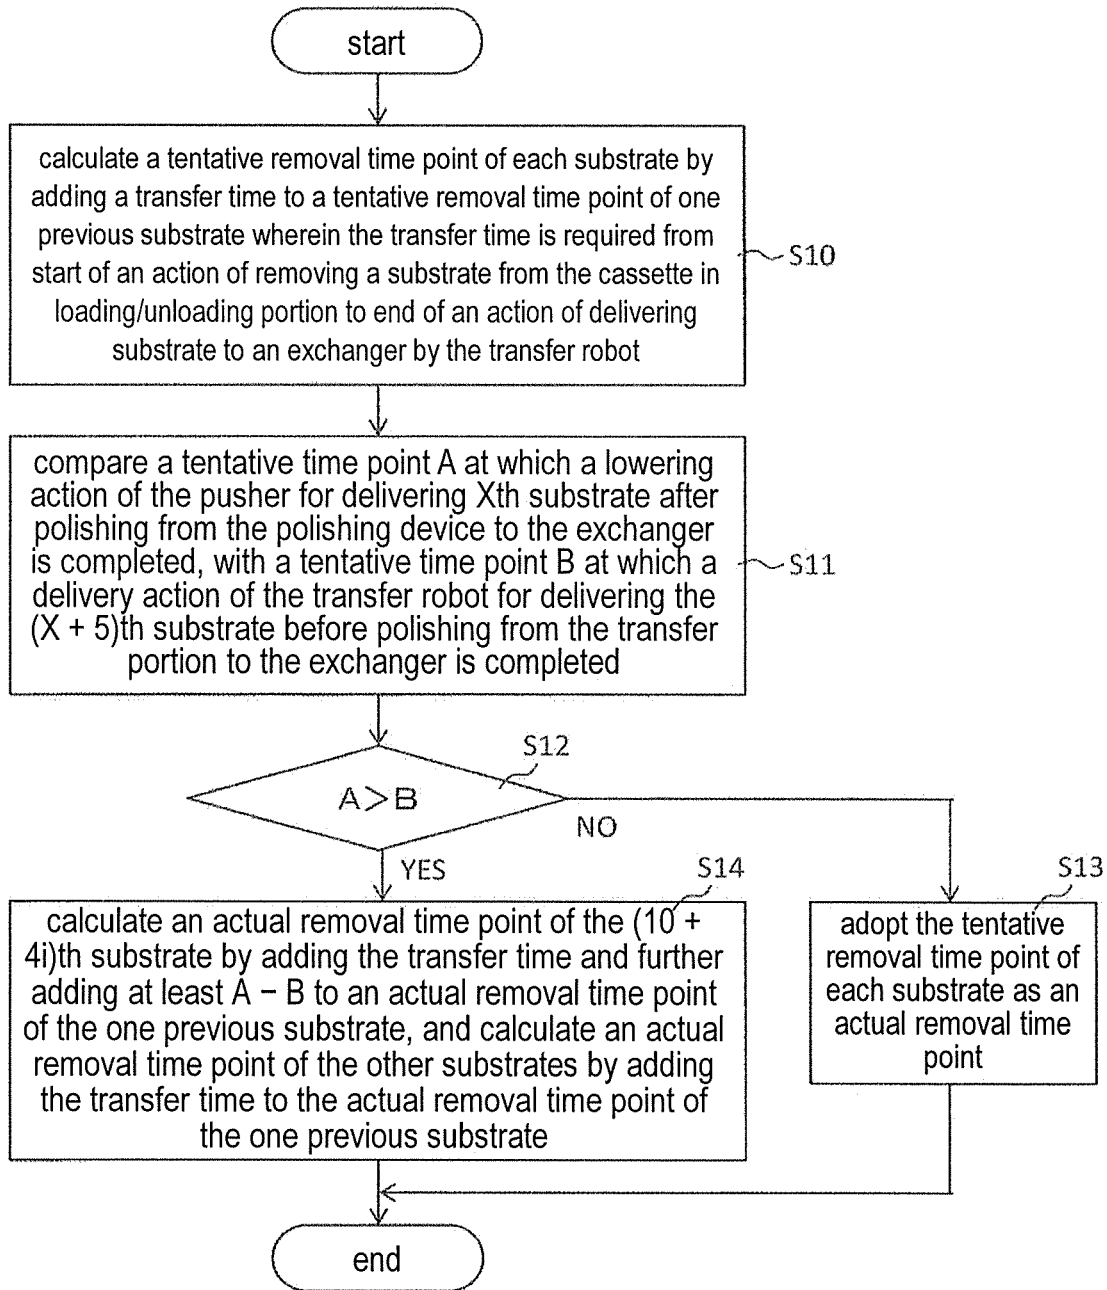 start
calculate a tentative removal time point of each substrate by
adding a transfer time to a tentative removal time point of one
previous substrate wherein the transfer time is required from
start of an action of removing a substrate from the cassette in
loading/unloading portion to end of an action of delivering
substrate to an exchanger by the transfer robot
S10
compare a tentative time point A at which a lowering
action of the pusher for delivering Xth substrate after
polishing from the polishing device to the exchanger
is completed, with a tentative time point B at which a
delivery action of the transfer robot for delivering the
(X + 5)th substrate before polishing from the transfer
portion to the exchanger is completed
S11
S12
A>B
NO
YES
S14
calculate an actual removal time point of the (10 +
4i)th substrate by adding the transfer time and further
adding at least A − B to an actual removal time point
of the one previous substrate, and calculate an actual
removal time point of the other substrates by adding
the transfer time to the actual removal time point of
the one previous substrate
S13
adopt the tentative
removal time point of
each substrate as an
actual removal time
point
end